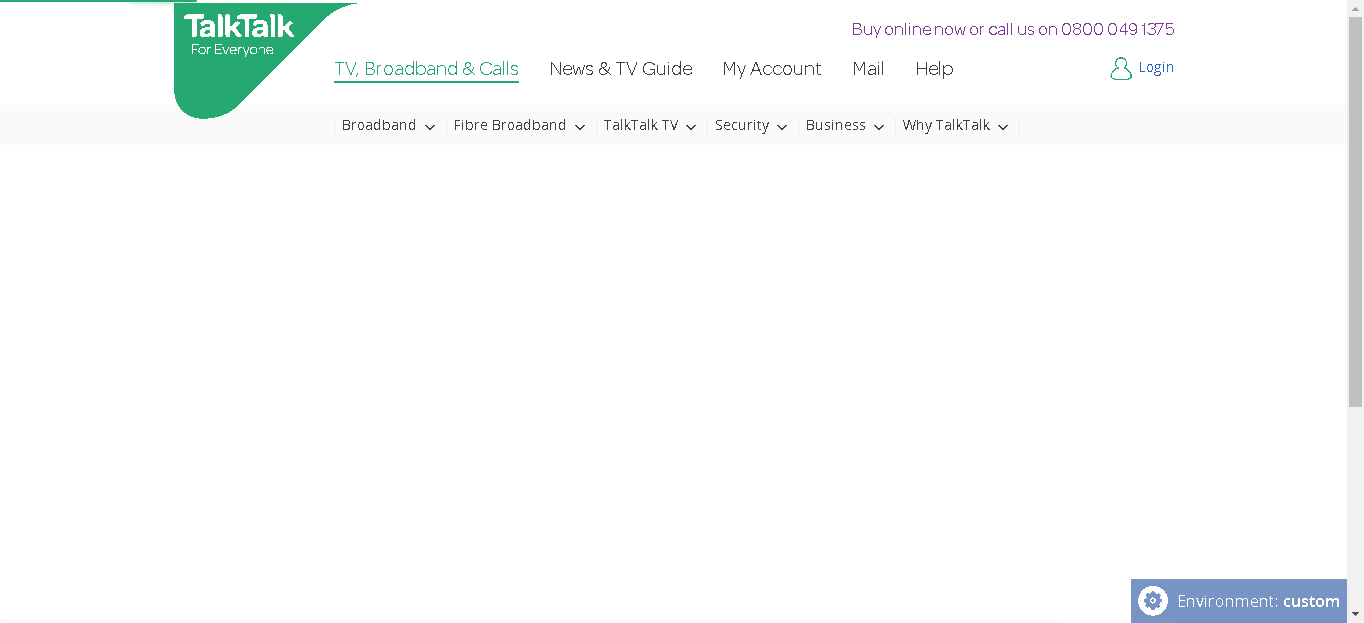 TalkTalk
For Everyone
Buy online now or call us on 0800 049 1375
TV, Broadband & Calls News & TV Guide My Account Mail Help Login
Broadband Fibre Broadband TalkTalk TV Security Business Why TalkTalk
Environment: custom